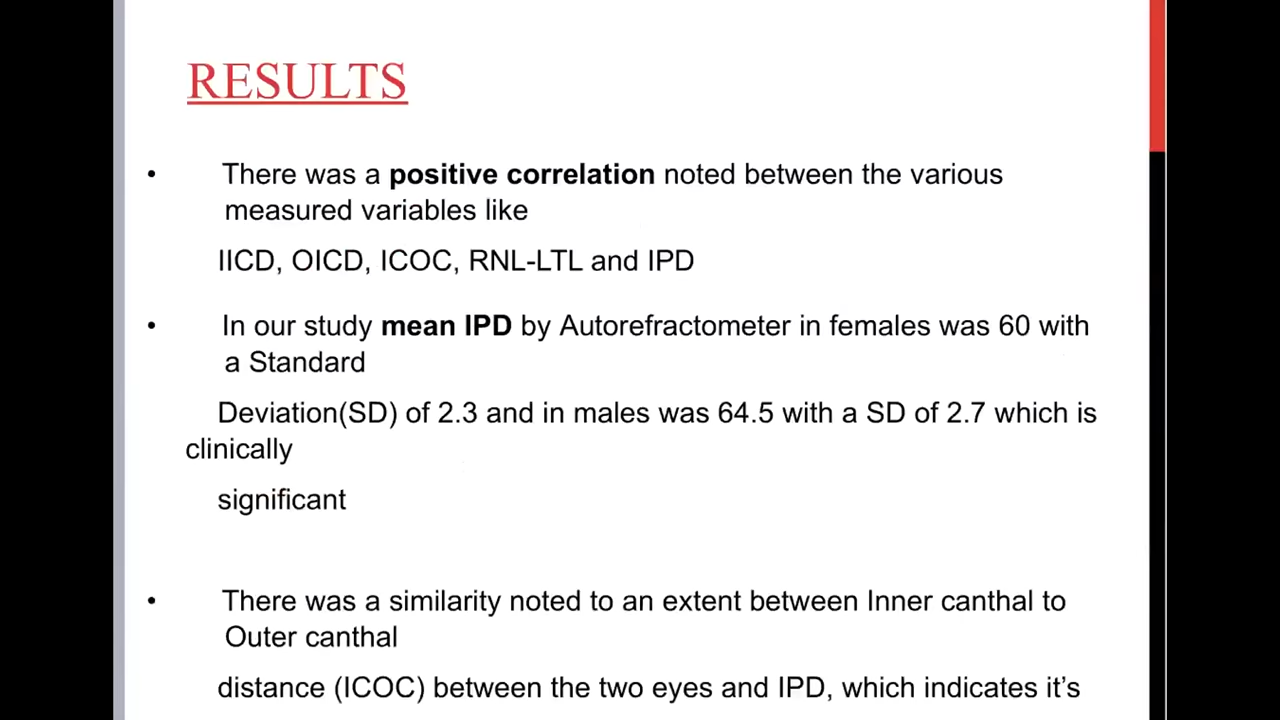 RESULTS
• There was a positive correlation noted between the various
measured variables like
IICD, OICD, ICOC, RNL-LTL and IPD
• In our study mean IPD by Autorefractometer in females was 60 with
a Standard
Deviation(SD) of 2.3 and in males was 64.5 with a SD of 2.7 which is
clinically
significant
• There was a similarity noted to an extent between Inner canthal to
Outer canthal
distance (ICOC) between the two eyes and IPD, which indicates it’s